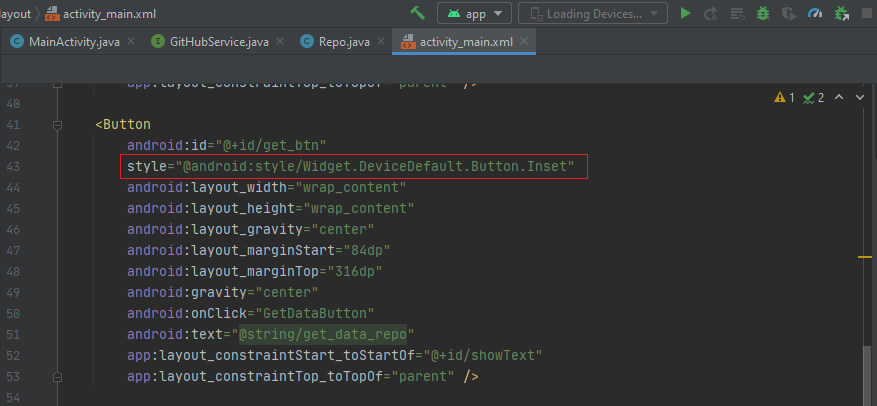 layout activity_main.xml app Loading Devices...
MainActivity.java GitHubService.java Repo.java activity_main.xml
39 app:layout_constraintTop_toTopOf="parent" />
40 1 2
41 <Button
42 android:id="@+id/get_btn"
43 style="@android:style/Widget.DeviceDefault.Button.Inset"
44 android:layout_width="wrap_content"
45 android:layout_height="wrap_content"
46 android:layout_gravity="center"
47 android:layout_marginStart="84dp"
48 android:layout_marginTop="316dp"
49 android:gravity="center"
50 android:onClick="GetDataButton"
51 android:text="@string/get_data_repo"
52 app:layout_constraintStart_toStartOf="@+id/showText"
53 app:layout_constraintTop_toTopOf="parent" />
54